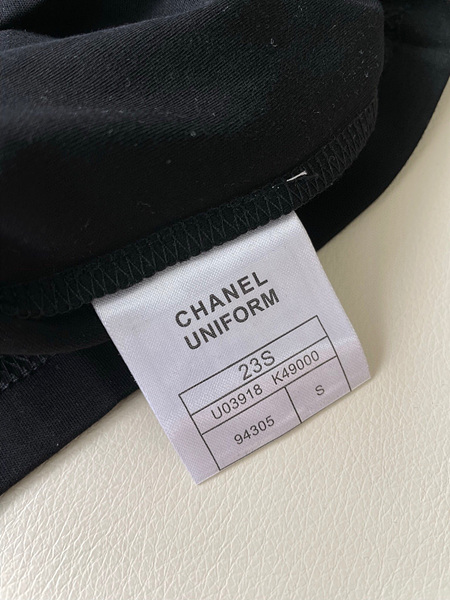 CHANEL
UNIFORM
23S
U03918 K49000
94305 S